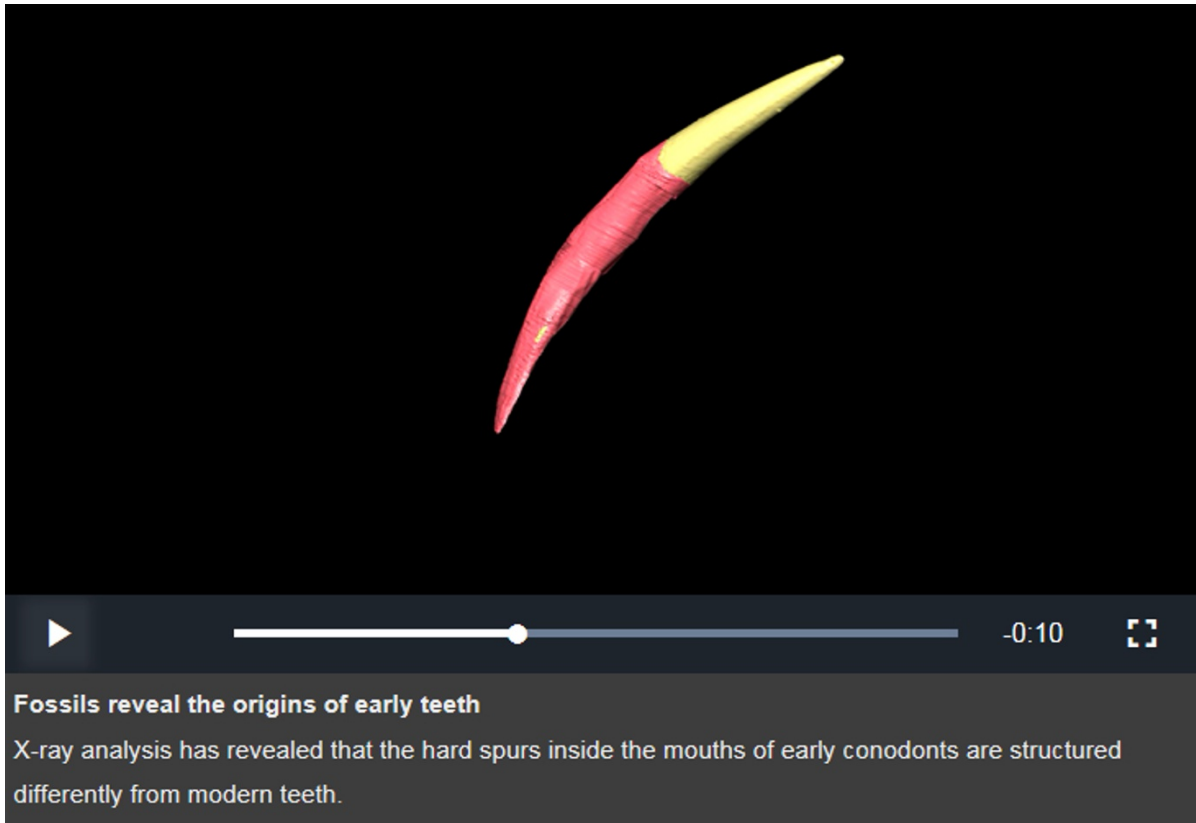 -0:10
Fossils reveal the origins of early teeth
X-ray analysis has revealed that the hard spurs inside the mouths of early conodonts are structured
differently from modern teeth.